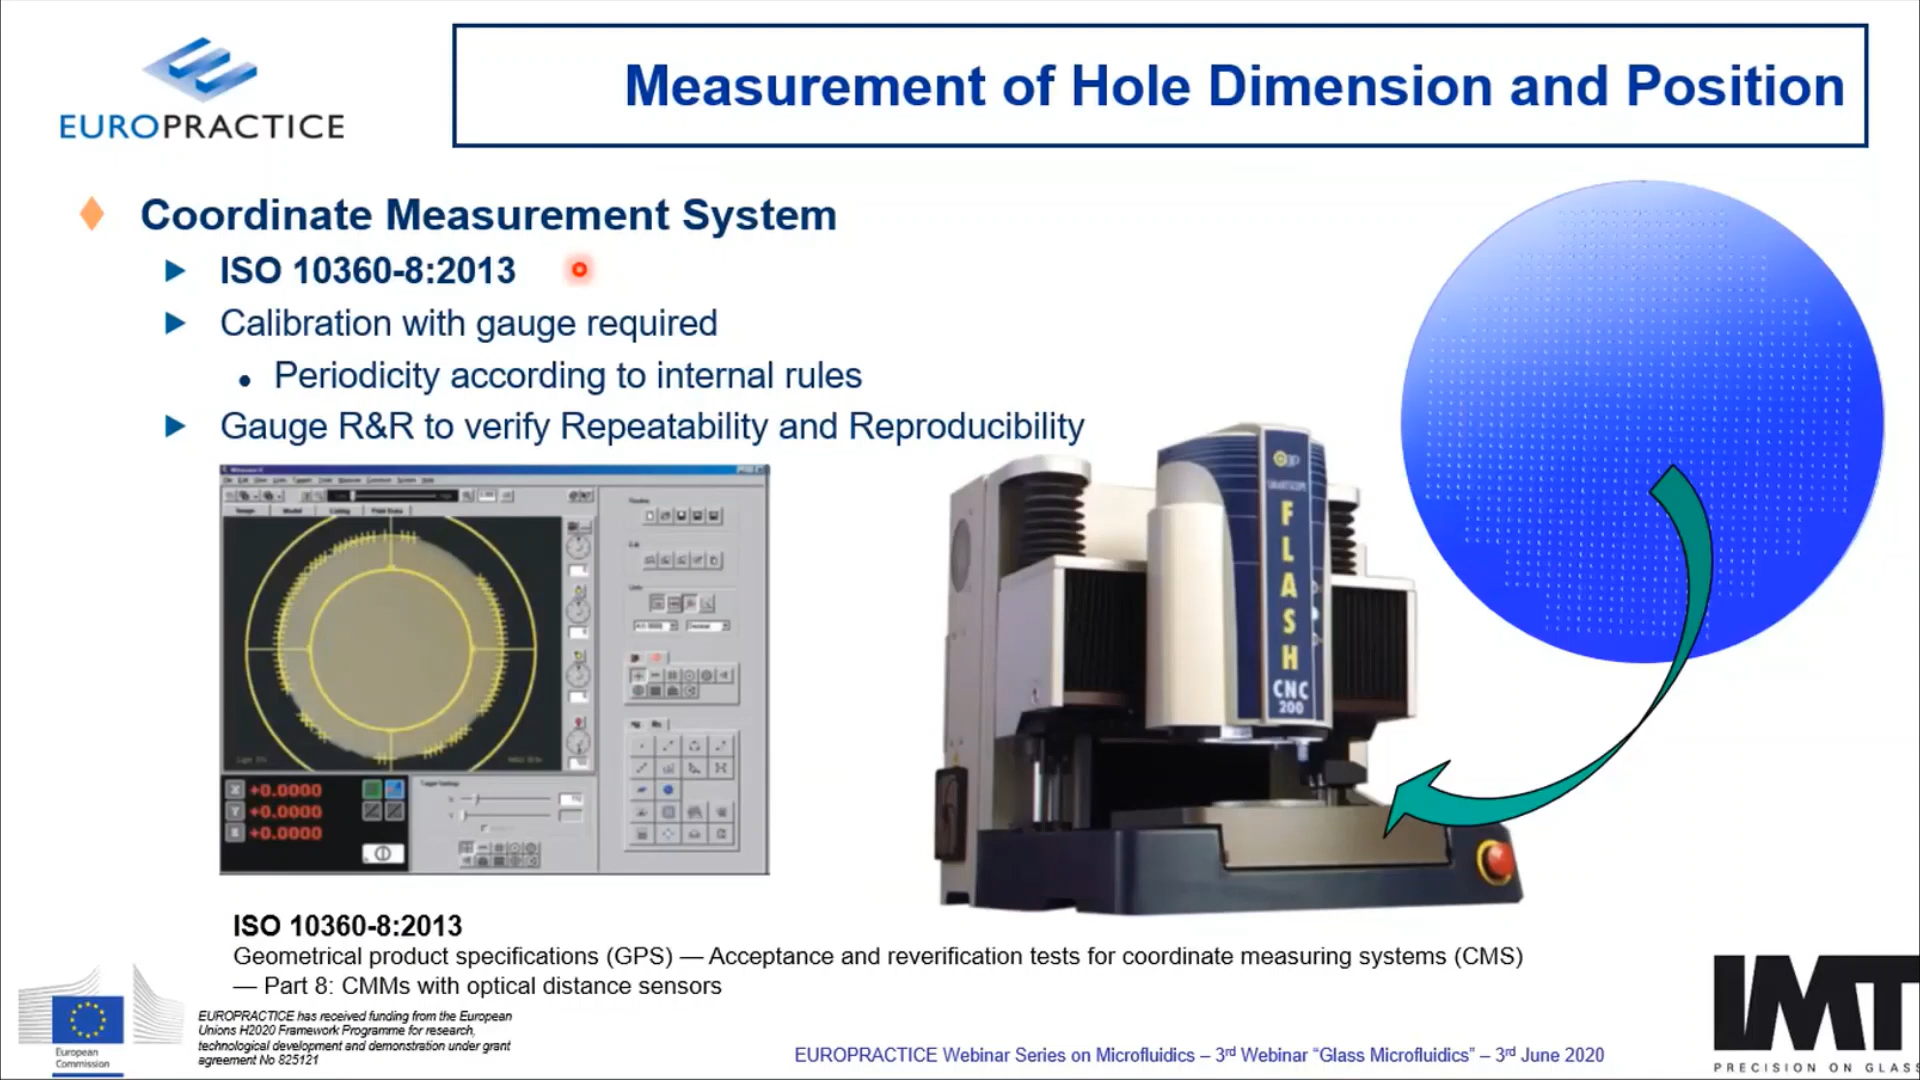 EUROPRACTICE
Measurement of Hole Dimension and Position
Coordinate Measurement System
ISO 10360-8:2013
Calibration with gauge required
Periodicity according to internal rules
Gauge R&R to verify Repeatability and Reproducibility
Image Model
X +0.0000
Y +0.0000
+0.0000
FLASH
CNC
200
ISO 10360-8:2013
Geometrical product specifications (GPS) — Acceptance and reverification tests for coordinate measuring systems (CMS)
— Part 8: CMMs with optical distance sensors
European
Commission
EUROPRACTICE has received funding from the European
Unions H2020 Framework Programme for research,
technological development and demonstration under grant
agreement No 825121
EUROPRACTICE Webinar Series on Microfluidics – 3rd Webinar “Glass Microfluidics” – 3rd June 2020
IMT
PRECISION ON GLASS